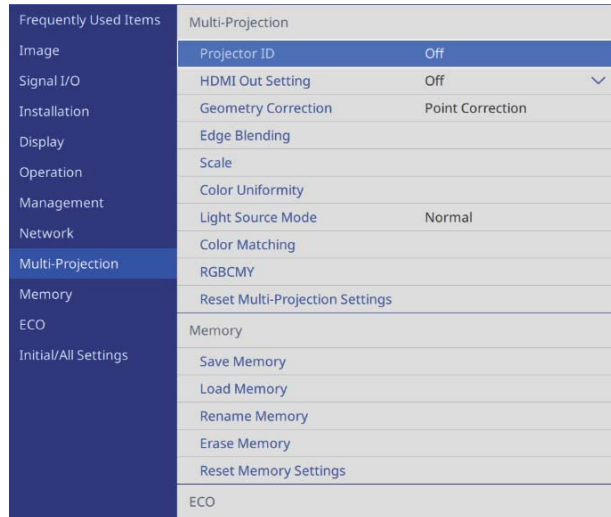 Frequently Used Items
Image
Signal I/O
Installation
Display
Operation
Management
Network
Multi-Projection
Memory
ECO
Initial/All Settings
Multi-Projection
Projector ID Off
HDMI Out Setting Off
Geometry Correction Point Correction
Edge Blending
Scale
Color Uniformity
Light Source Mode Normal
Color Matching
RGBCMY
Reset Multi-Projection Settings
Memory
Save Memory
Load Memory
Rename Memory
Erase Memory
Reset Memory Settings
ECO